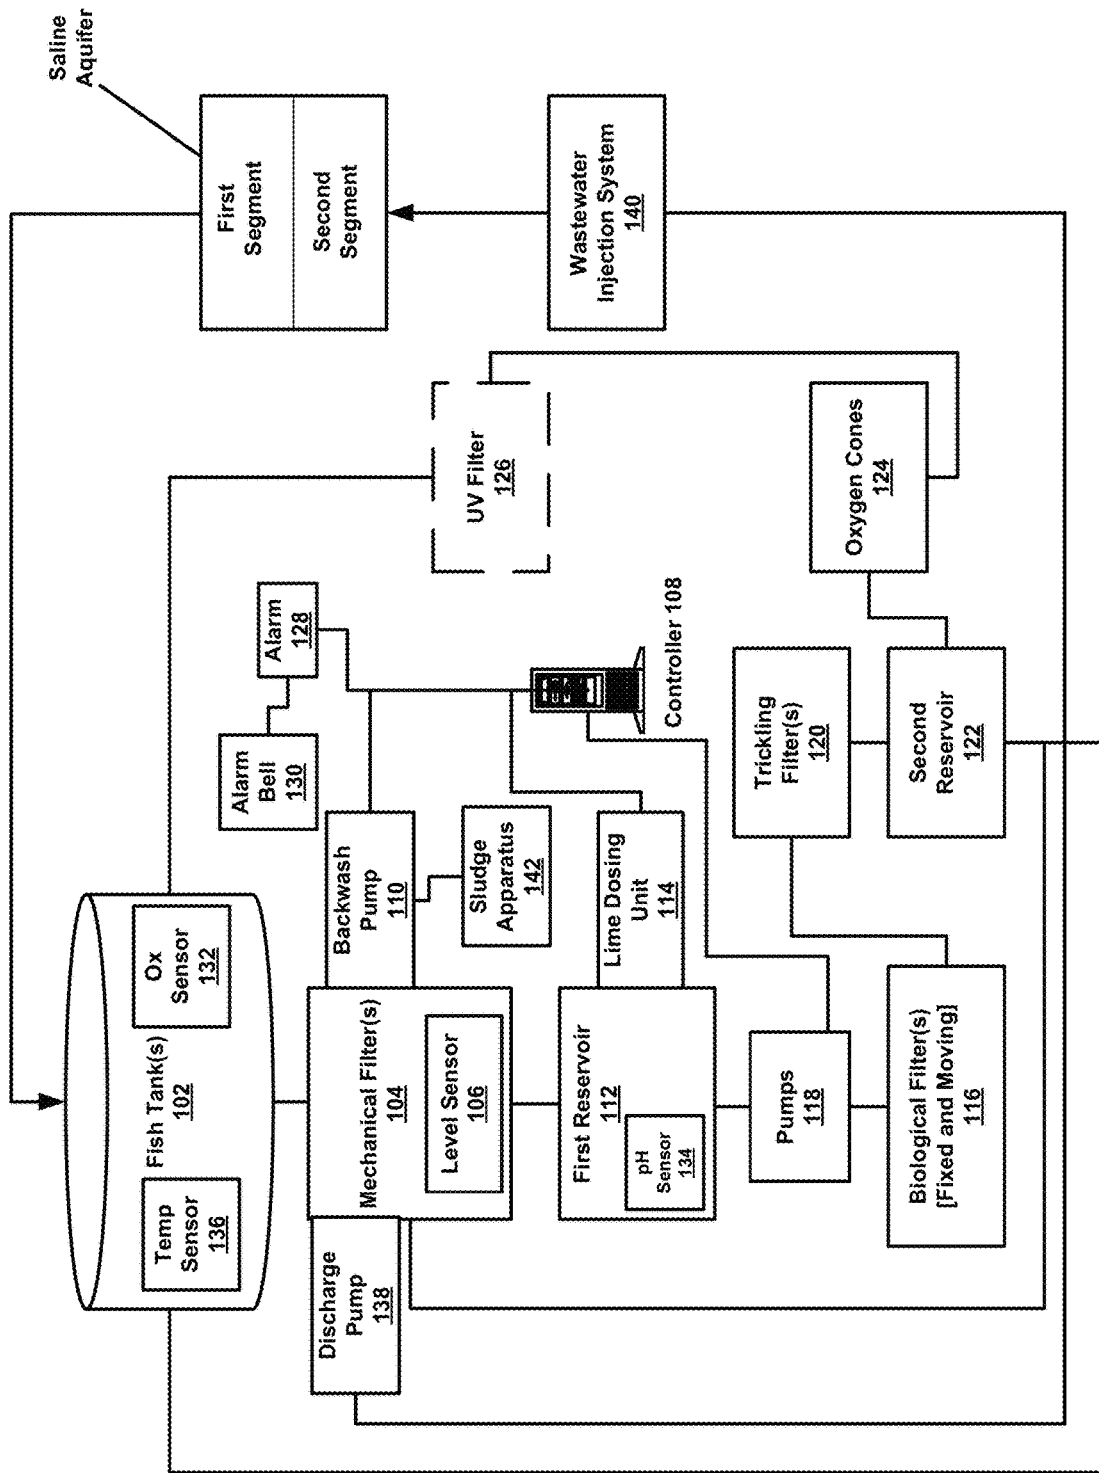 Saline
Aquifer
First
Segment
Second
Segment
Wastewater
Injection System
140
UV Filter
126
Oxygen Cones
124
Alarm
128
Alarm
Bell
130
Controller 108
Trickling
Filter(s)
120
Second
Reservoir
122
Backwash
Pump
110
Sludge
Apparatus
142
Lime Dosing
Unit
114
Ox
Sensor
132
Fish Tank(s)
102
Temp
Sensor
136
Mechanical Filter(s)
104
Level Sensor
106
First Reservoir
112
pH
Sensor
134
Pumps
118
Biological Filter(s)
[Fixed and Moving]
116
Discharge
Pump
138